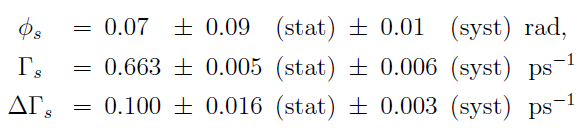 ϕₛ = 0.07 ± 0.09 (stat) ± 0.01 (syst) rad,
Γₛ = 0.663 ± 0.005 (stat) ± 0.006 (syst) ps⁻¹
ΔΓₛ = 0.100 ± 0.016 (stat) ± 0.003 (syst) ps⁻¹